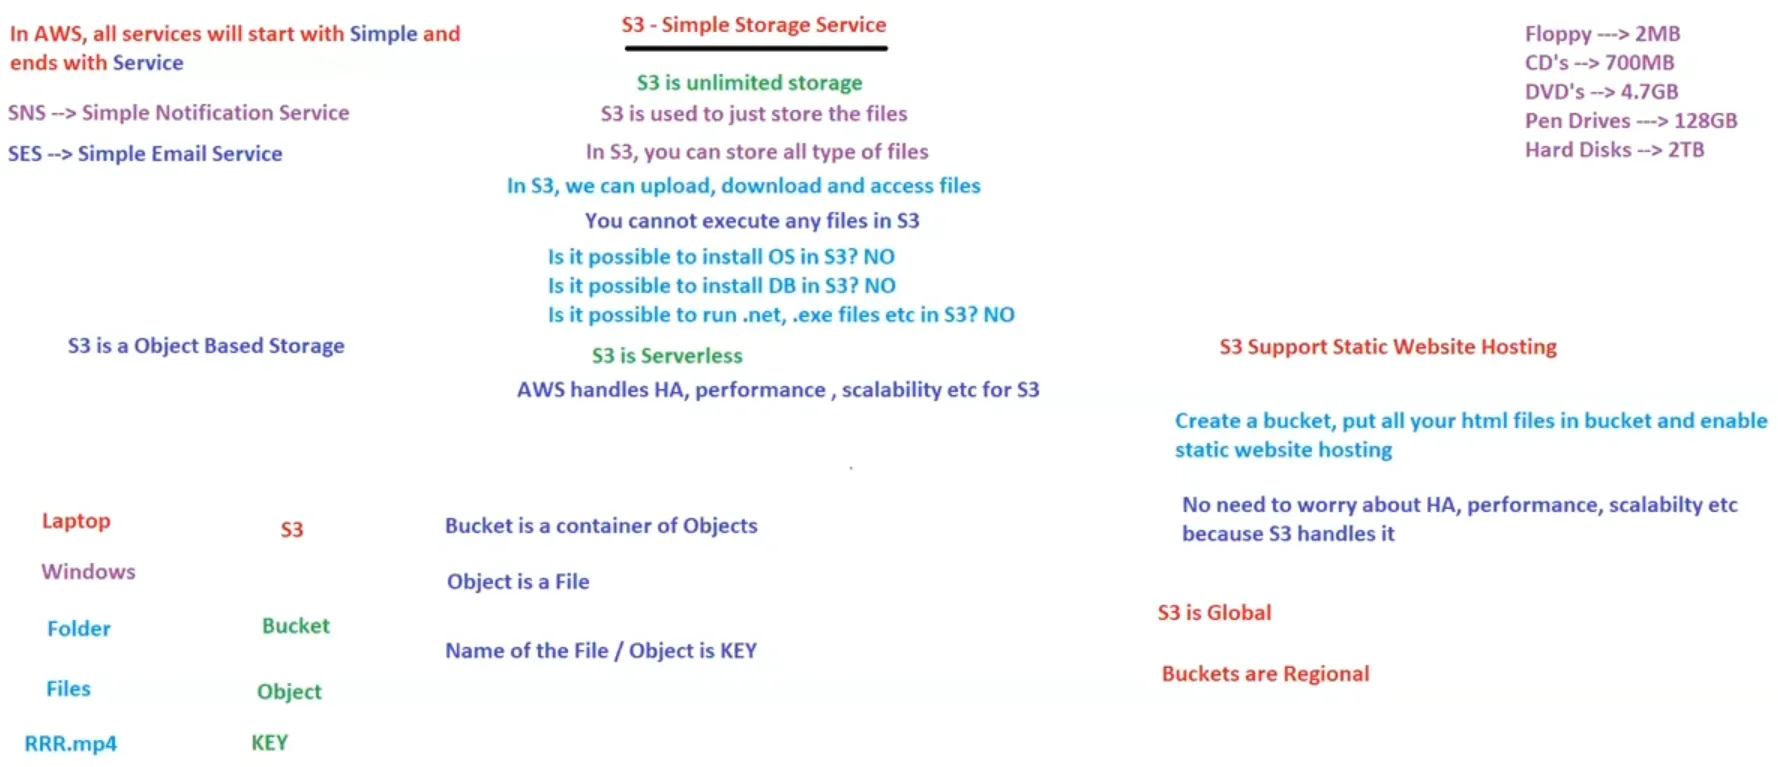 In AWS, all services will start with Simple and
ends with Service
SNS --> Simple Notification Service
SES --> Simple Email Service
S3 - Simple Storage Service
S3 is unlimited storage
S3 is used to just store the files
In S3, you can store all type of files
In S3, we can upload, download and access files
You cannot execute any files in S3
Is it possible to install OS in S3? NO
Is it possible to install DB in S3? NO
Is it possible to run .net, .exe files etc in S3? NO
S3 is Serverless
AWS handles HA, performance , scalability etc for S3
Floppy ---> 2MB
CD's --> 700MB
DVD's --> 4.7GB
Pen Drives ---> 128GB
Hard Disks --> 2TB
S3 is a Object Based Storage
S3 Support Static Website Hosting
Create a bucket, put all your html files in bucket and enable
static website hosting
No need to worry about HA, performance, scalabilty etc
because S3 handles it
Laptop
S3
Windows
Folder
Bucket
Files
Object
RRR.mp4
KEY
Bucket is a container of Objects
Object is a File
Name of the File / Object is KEY
S3 is Global
Buckets are Regional